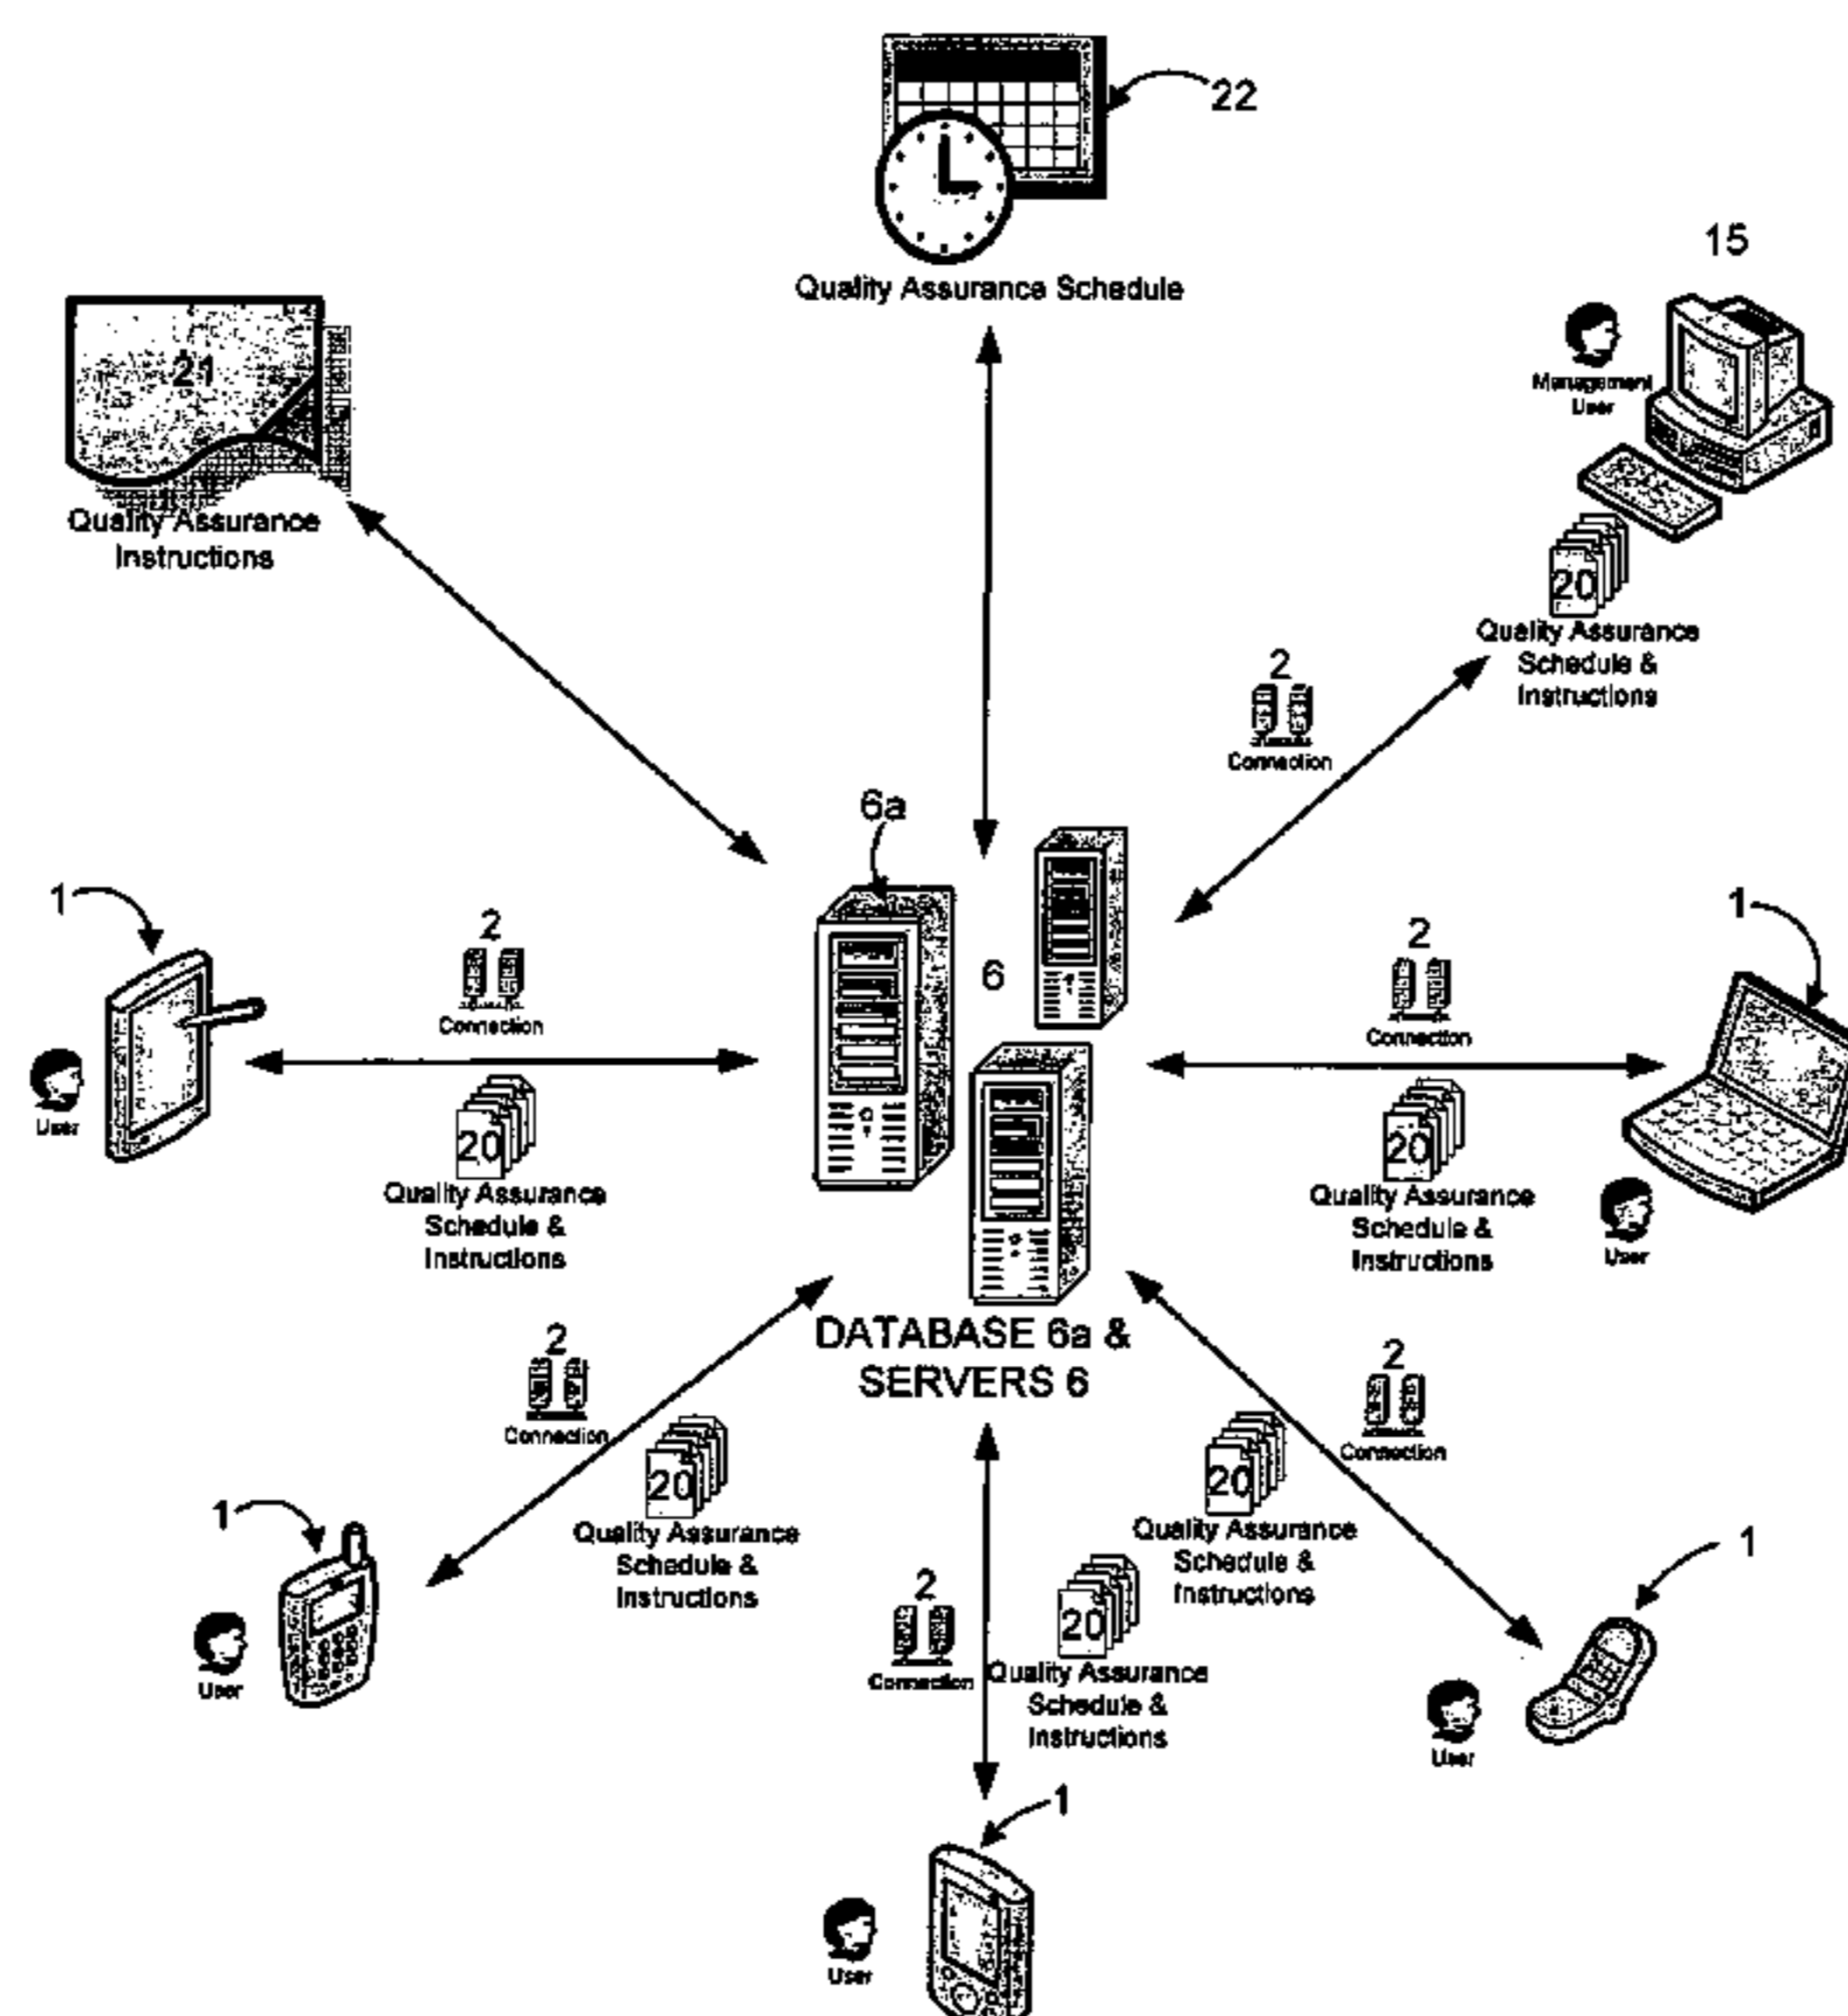 22
Quality Assurance Schedule
15
Management
User
21
Quality Assurance
Instructions
20
Quality Assurance
Schedule &
Instructions
2
Connection
6a
6
1
2
Connection
User
20
Quality Assurance
Schedule &
Instructions
1
2
Connection
20
Quality Assurance
Schedule &
Instructions
User
DATABASE 6a &
SERVERS 6
2
Connection
20
Quality Assurance
Schedule &
Instructions
1
User
2
Connection
20
Quality Assurance
Schedule &
Instructions
1
User
2
Connection
20
Quality Assurance
Schedule &
Instructions
1
User